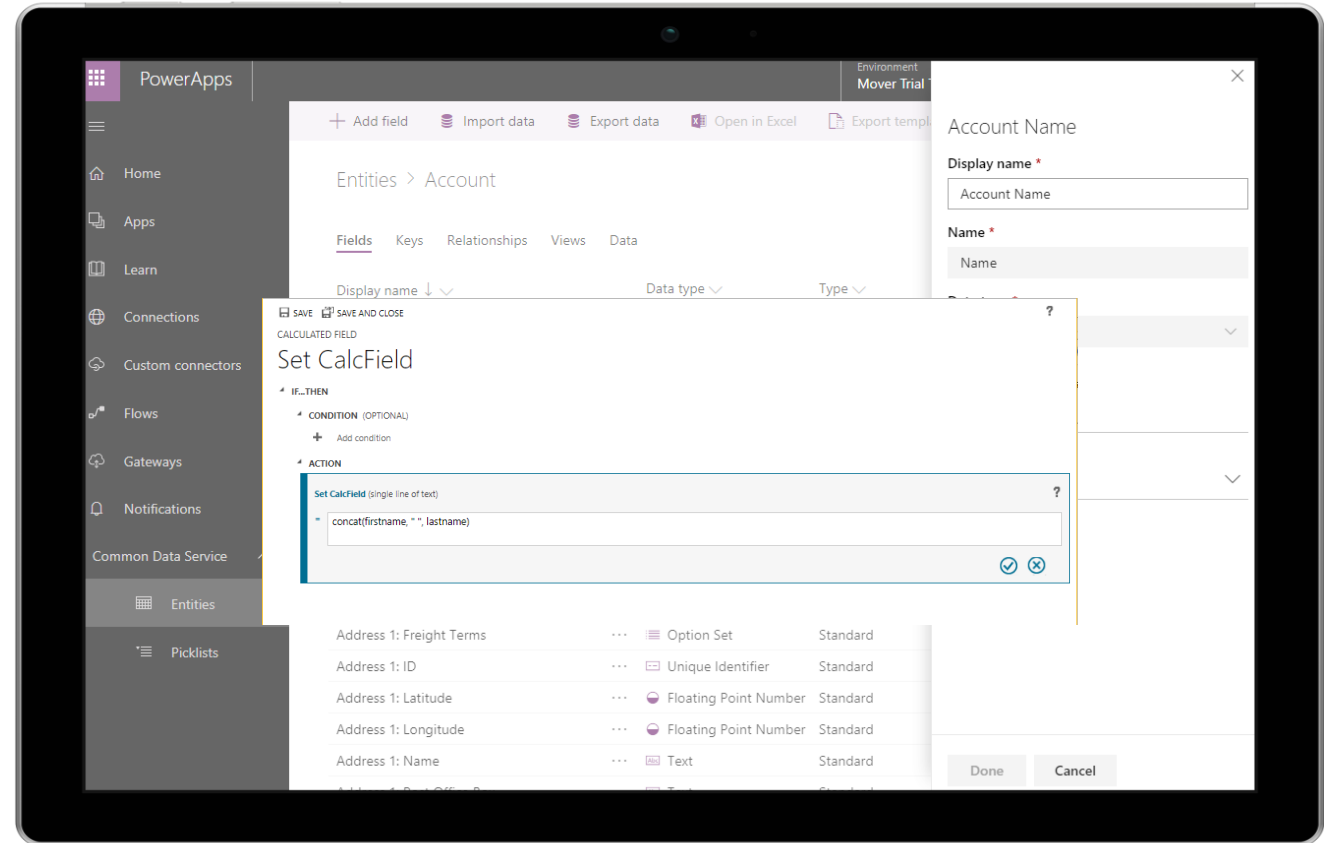 PowerApps
Environment
Mover Trial
Add field
Import data
Export data
Open in Excel
Export templ
Home
Apps
Learn
Connections
Custom connectors
Flows
Gateways
Notifications
Common Data Service
Entities
Picklists
Entities > Account
Fields Keys Relationships Views Data
Display name Data type Type
SAVE SAVE AND CLOSE ?
CALCULATED FIELD
Set CalcField
IF...THEN
CONDITION (OPTIONAL)
Add condition
ACTION
Set CalcField (single line of text) ?
= concat(firstname, " ", lastname)
Address 1: Freight Terms ··· Option Set Standard
Address 1: ID ··· Unique Identifier Standard
Address 1: Latitude ··· Floating Point Number Standard
Address 1: Longitude ··· Floating Point Number Standard
Address 1: Name ··· Abc Text Standard
Account Name
Display name *
Account Name
Name *
Name
Done Cancel